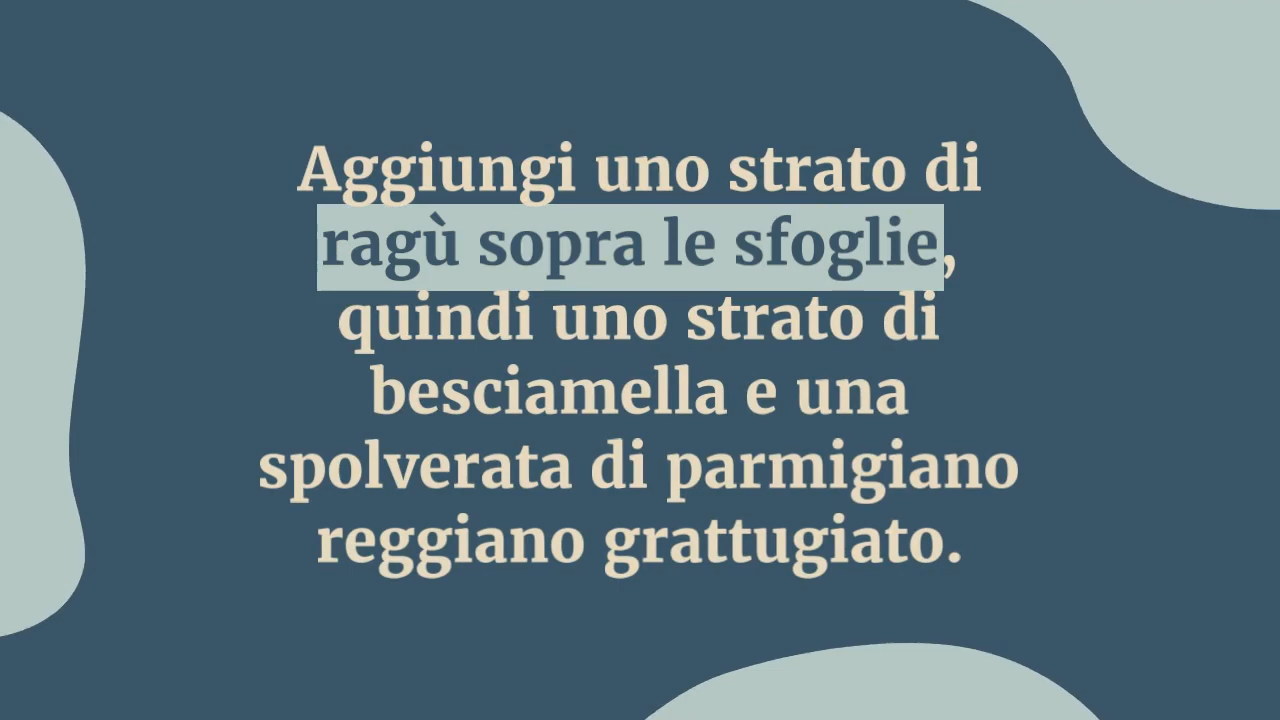 Aggiungi uno strato di
ragù sopra le sfoglie,
quindi uno strato di
besciamella e una
spolverata di parmigiano
reggiano grattugiato.